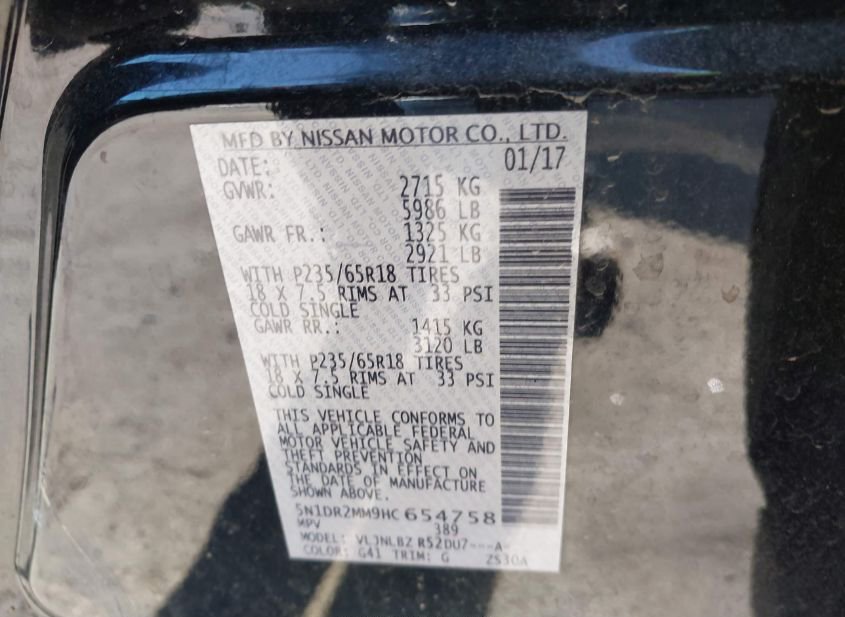 MFD BY NISSAN MOTOR CO., LTD.
DATE: 01/17
GVWR: 2715 KG
5986 LB
GAWR FR.: 1325 KG
2921 LB
WITH P235/65R18 TIRES
18 X 7.5 RIMS AT 33 PSI
COLD SINGLE
GAWR RR.: 1415 KG
3120 LB
WITH P235/65R18 TIRES
18 X 7.5 RIMS AT 33 PSI
COLD SINGLE
THIS VEHICLE CONFORMS TO
ALL APPLICABLE FEDERAL
MOTOR VEHICLE SAFETY AND
THEFT PREVENTION
STANDARDS IN EFFECT ON
THE DATE OF MANUFACTURE
SHOWN ABOVE.
5N1DR2MM9HC654758
MPV 389
MODEL: VLJNLBZ R52DU7---A-
COLOR: G41 TRIM: G ZS30A